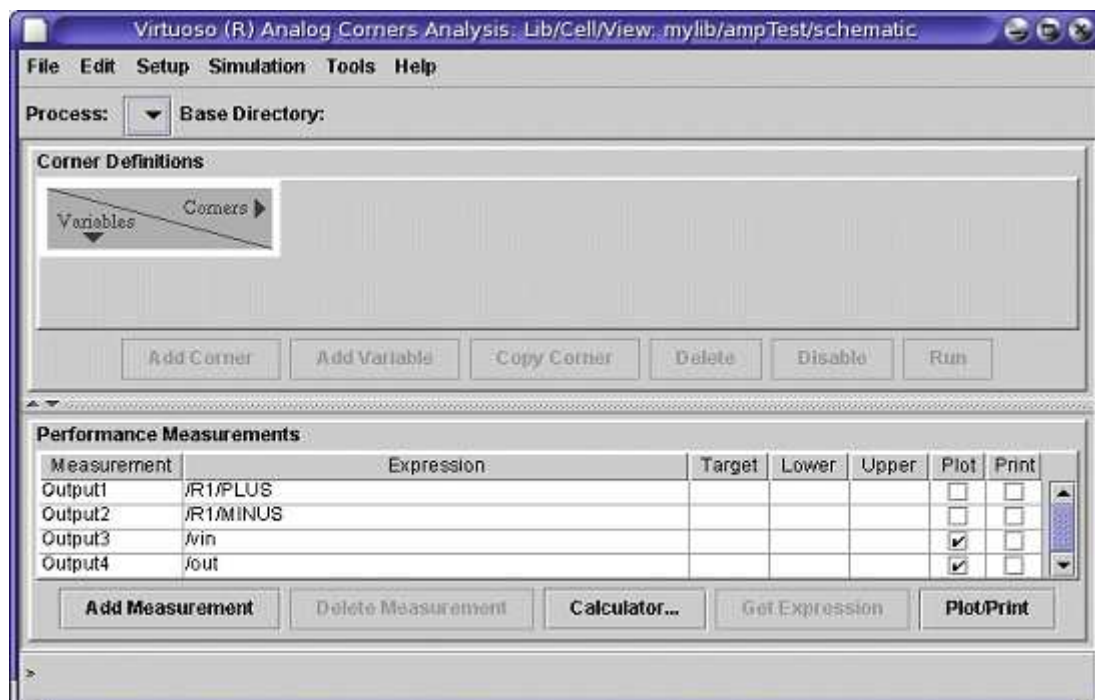 Virtuoso (R) Analog Corners Analysis: Lib/Cell/View: mylib/ampTest/schematic
File Edit Setup Simulation Tools Help
Process: Base Directory:
Corner Definitions
Corners
Variables
Add Corner Add Variable Copy Corner Delete Disable Run
Performance Measurements
Measurement Expression Target Lower Upper Plot Print
Output1 /R1/PLUS
Output2 /R1/MINUS
Output3 /vin
Output4 /out
Add Measurement Delete Measurement Calculator... Get Expression Plot/Print
>